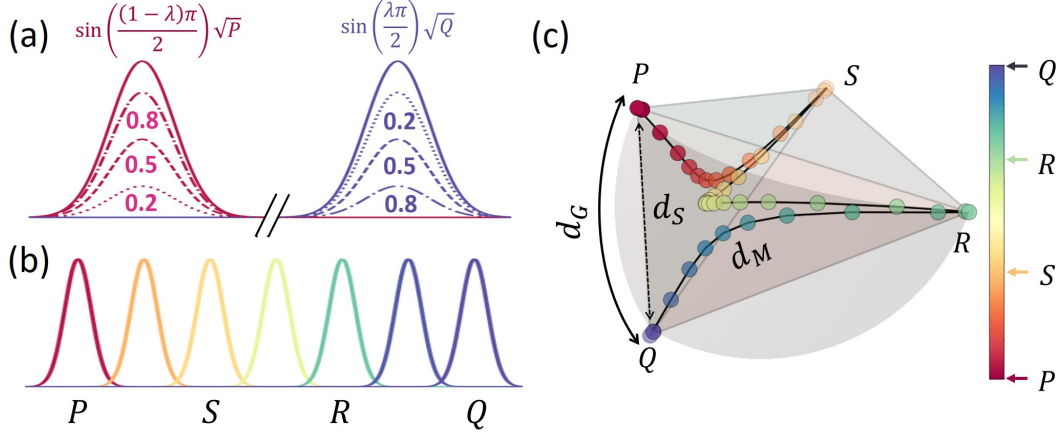 (a)
sin((1 − λ)π/2)√P
sin(λπ/2)√Q
0.8
0.5
0.2
0.2
0.5
0.8
(b)
P S R Q
(c)
P
S
R
Q
d_G
d_S
d_M
Q
R
S
P